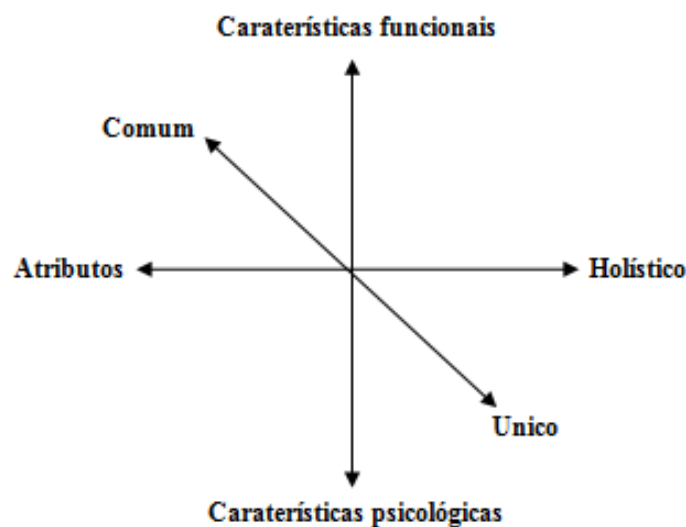 Caraterísticas funcionais
Comum
Atributos
Holístico
Unico
Caraterísticas psicológicas